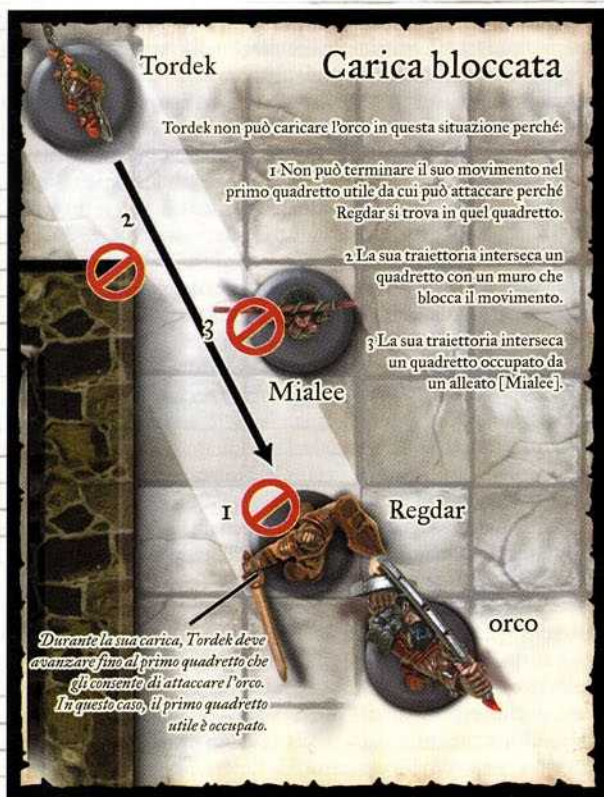 Tordek
Carica bloccata
Tordek non può caricare l'orco in questa situazione perché:
1 Non può terminare il suo movimento nel
primo quadretto utile da cui può attaccare perché
Regdar si trova in quel quadretto.
2 La sua traiettoria interseca un
quadretto con un muro che
blocca il movimento.
3 La sua traiettoria interseca
un quadretto occupato da
un alleato [Mialee].
2
3
Mialee
1
Regdar
orco
Durante la sua carica, Tordek deve
avanzare fino al primo quadretto che
gli consente di attaccare l'orco.
In questo caso, il primo quadretto
utile è occupato.